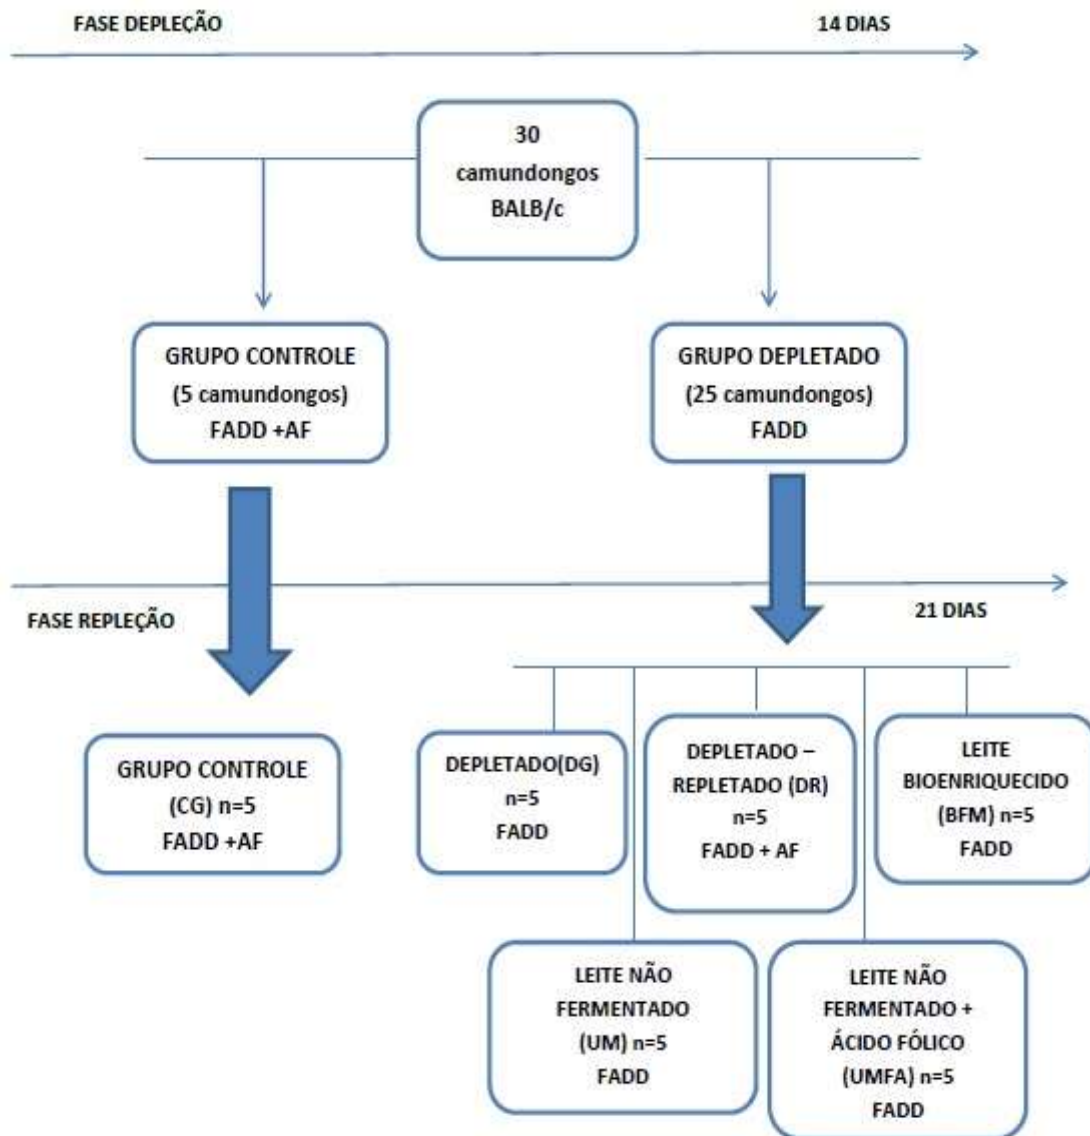 FASE DEPLEÇÃO
14 DIAS
30
camundongos
BALB/c
GRUPO CONTROLE
(5 camundongos)
FADD +AF
GRUPO DEPLETADO
(25 camundongos)
FADD
FASE REPLEÇÃO
21 DIAS
GRUPO CONTROLE
(CG) n=5
FADD +AF
DEPLETADO(DG)
n=5
FADD
DEPLETADO –
REPLETADO (DR)
n=5
FADD + AF
LEITE
BIOENRIQUECIDO
(BFM) n=5
FADD
LEITE NÃO
FERMENTADO
(UM) n=5
FADD
LEITE NÃO
FERMENTADO +
ÁCIDO FÓLICO
(UMFA) n=5
FADD